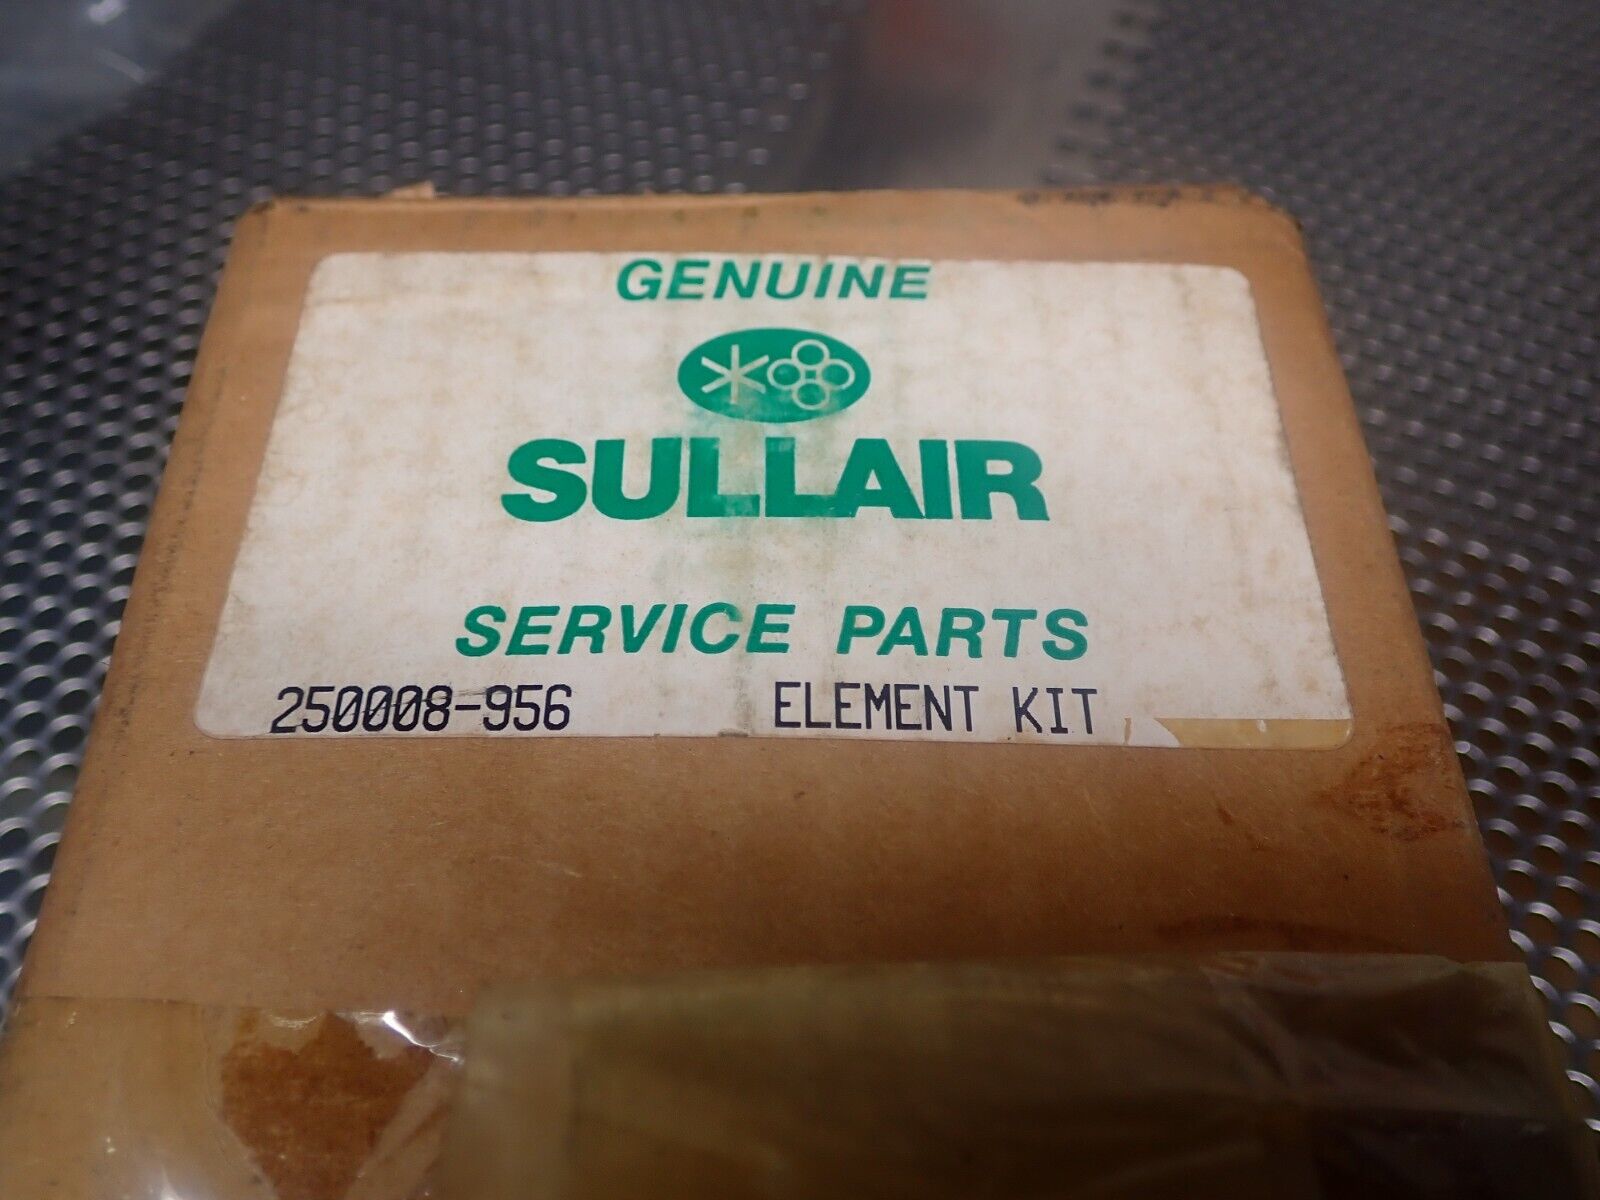 GENUINE
SULLAIR
SERVICE PARTS
250008-956 ELEMENT KIT